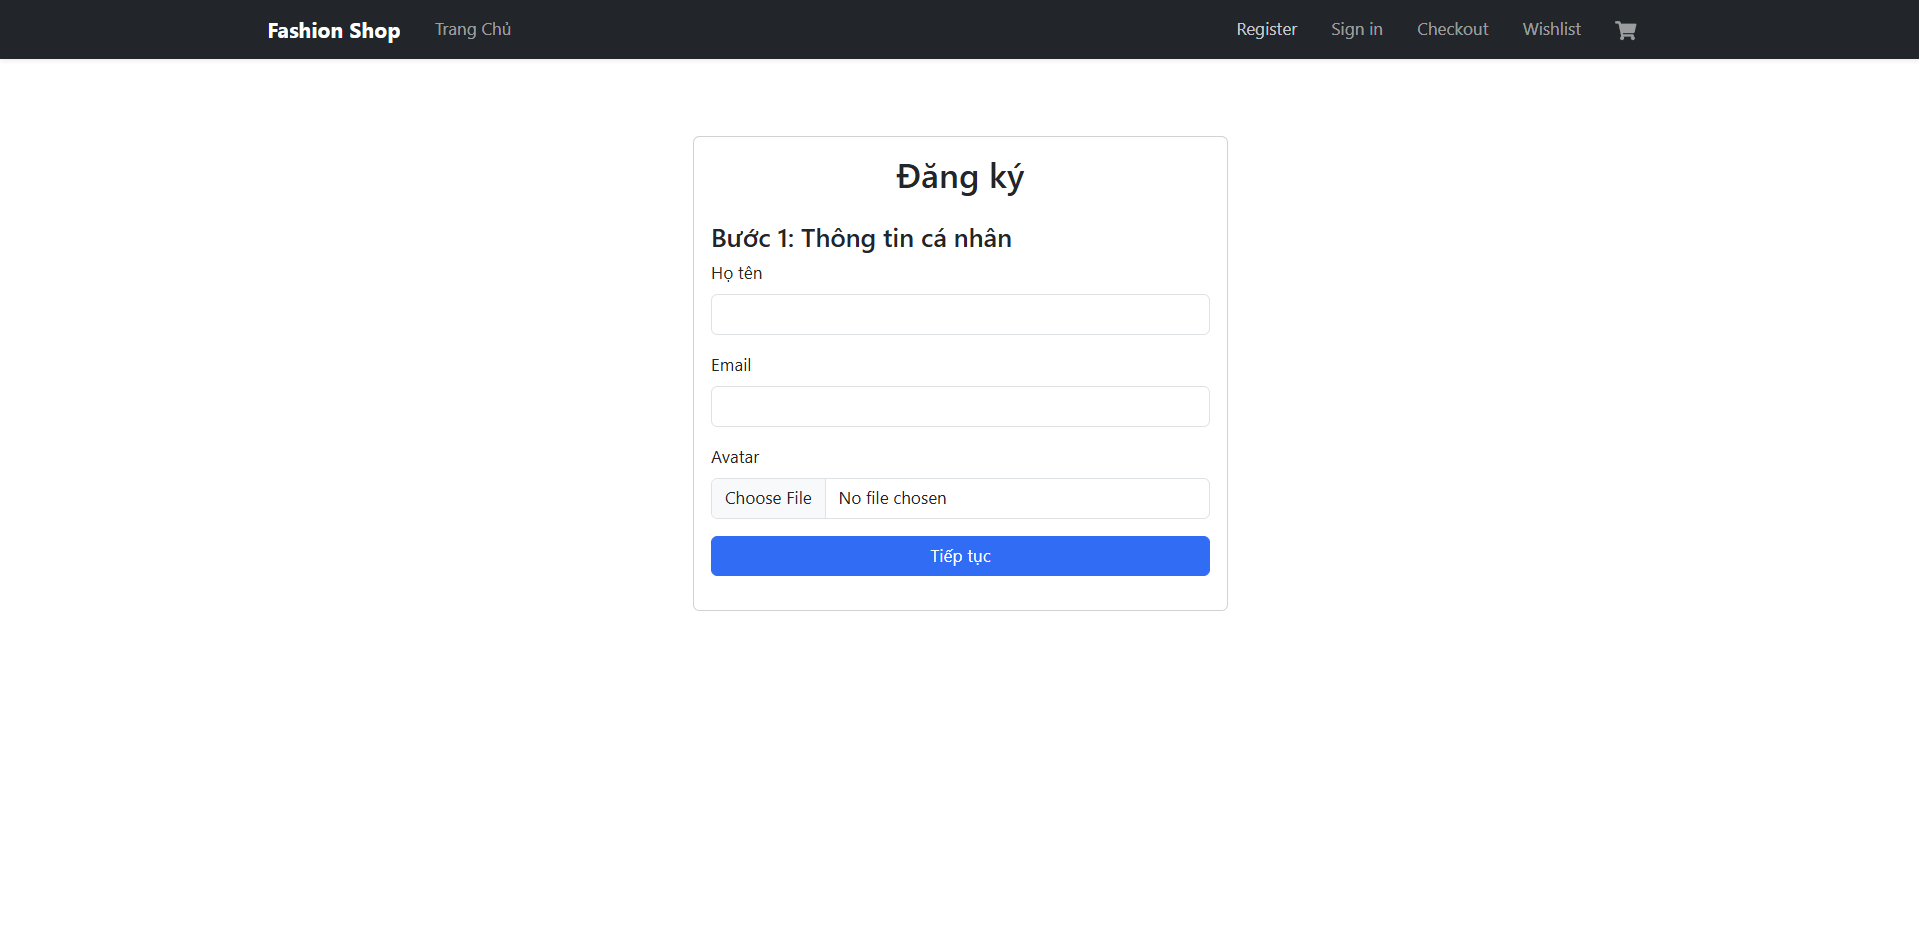 Fashion Shop Trang Chủ Register Sign in Checkout Wishlist
Đăng ký
Bước 1: Thông tin cá nhân
Họ tên
Email
Avatar
Choose File No file chosen
Tiếp tục